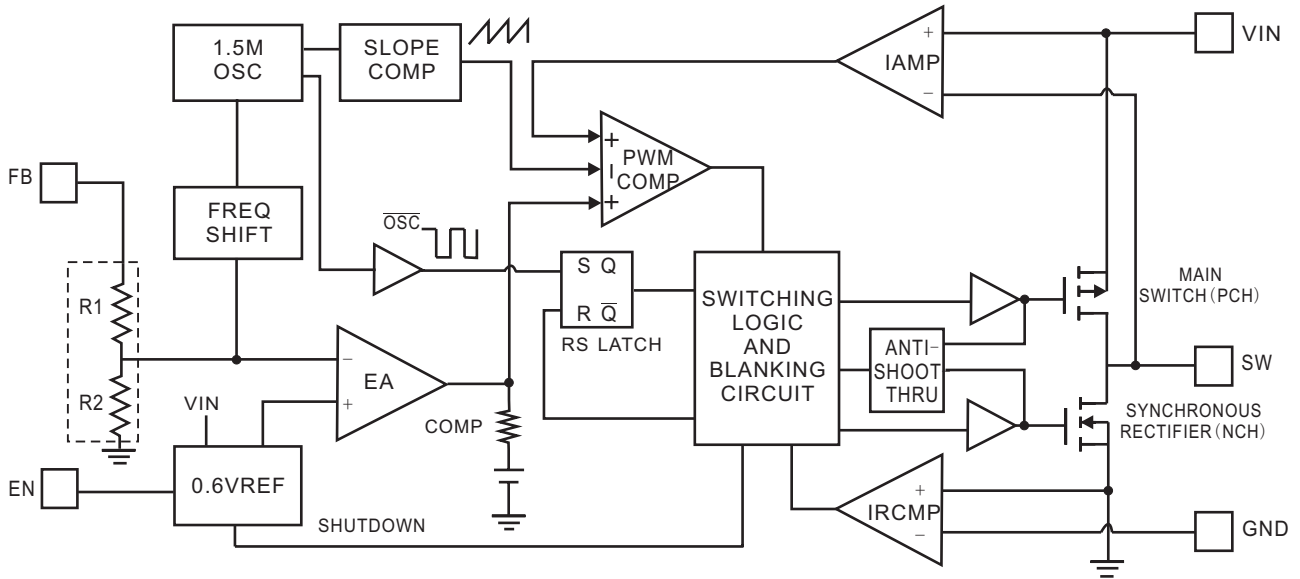 1.5M
OSC
SLOPE
COMP
IAMP
+
−
VIN
FB
FREQ
SHIFT
PWM
COMP
+
−
+
OSC
R1
R2
S Q
R Q
RS LATCH
SWITCHING
LOGIC
AND
BLANKING
CIRCUIT
ANTI-
SHOOT
THRU
MAIN
SWITCH(PCH)
SW
SYNCHRONOUS
RECTIFIER(NCH)
EA
−
+
COMP
VIN
EN
0.6VREF
SHUTDOWN
IRCMP
+
−
GND